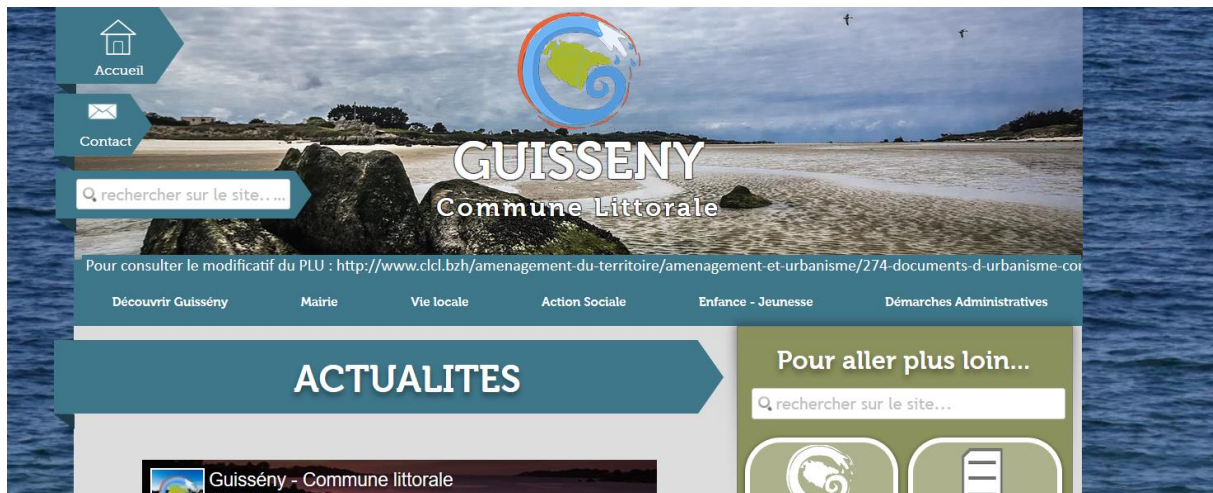 Accueil
Contact
rechercher sur le site.. ...
GUISSENY
Commune Littorale
Pour consulter le modificatif du PLU : http://www.clcl.bzh/amenagement-du-territoire/amenagement-et-urbanisme/274-documents-d-urbanisme-co
Découvrir Guissény
Mairie
Vie locale
Action Sociale
Enfance - Jeunesse
Démarches Administratives
ACTUALITES
Pour aller plus loin...
rechercher sur le site...
Guissény - Commune littorale